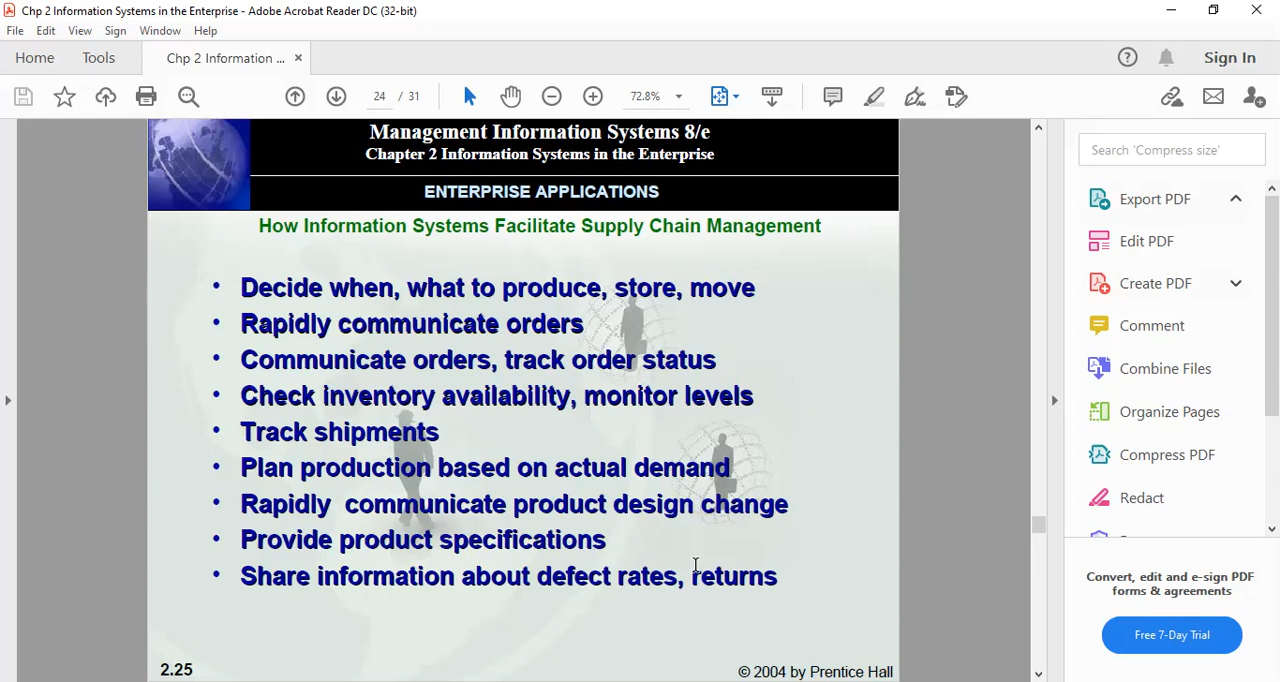 Chp 2 Information Systems in the Enterprise - Adobe Acrobat Reader DC (32-bit)
File Edit View Sign Window Help
Home Tools Chp 2 Information ... × Sign In
24 / 31 72.8%
Management Information Systems 8/e
Chapter 2 Information Systems in the Enterprise
ENTERPRISE APPLICATIONS
How Information Systems Facilitate Supply Chain Management
• Decide when, what to produce, store, move
• Rapidly communicate orders
• Communicate orders, track order status
• Check inventory availability, monitor levels
• Track shipments
• Plan production based on actual demand
• Rapidly communicate product design change
• Provide product specifications
• Share information about defect rates, returns
2.25
© 2004 by Prentice Hall
Search 'Compress size'
Export PDF
Edit PDF
Create PDF
Comment
Combine Files
Organize Pages
Compress PDF
Redact
Convert, edit and e-sign PDF
forms & agreements
Free 7-Day Trial